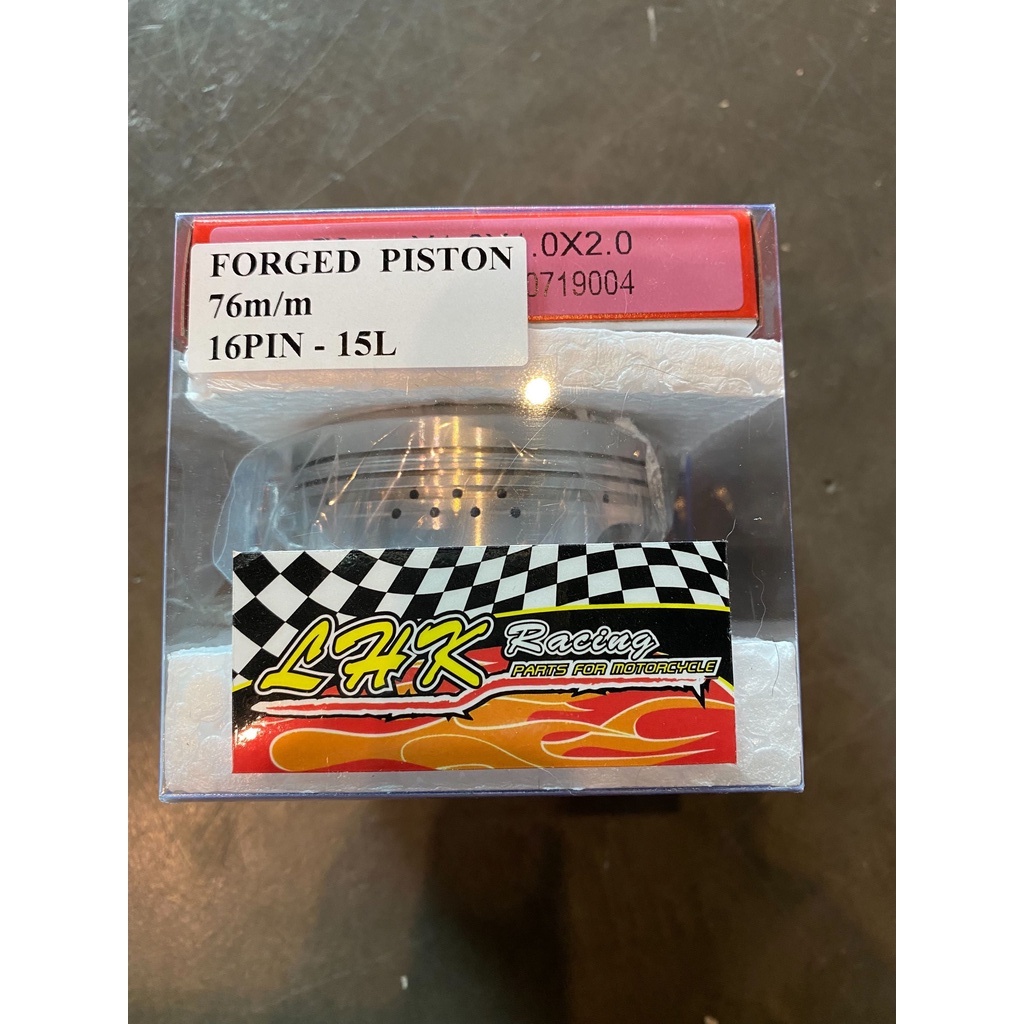 .0X2.0
0719004
FORGED PISTON
76m/m
16PIN - 15L
LHK Racing
PARTS FOR MOTORCYCLE